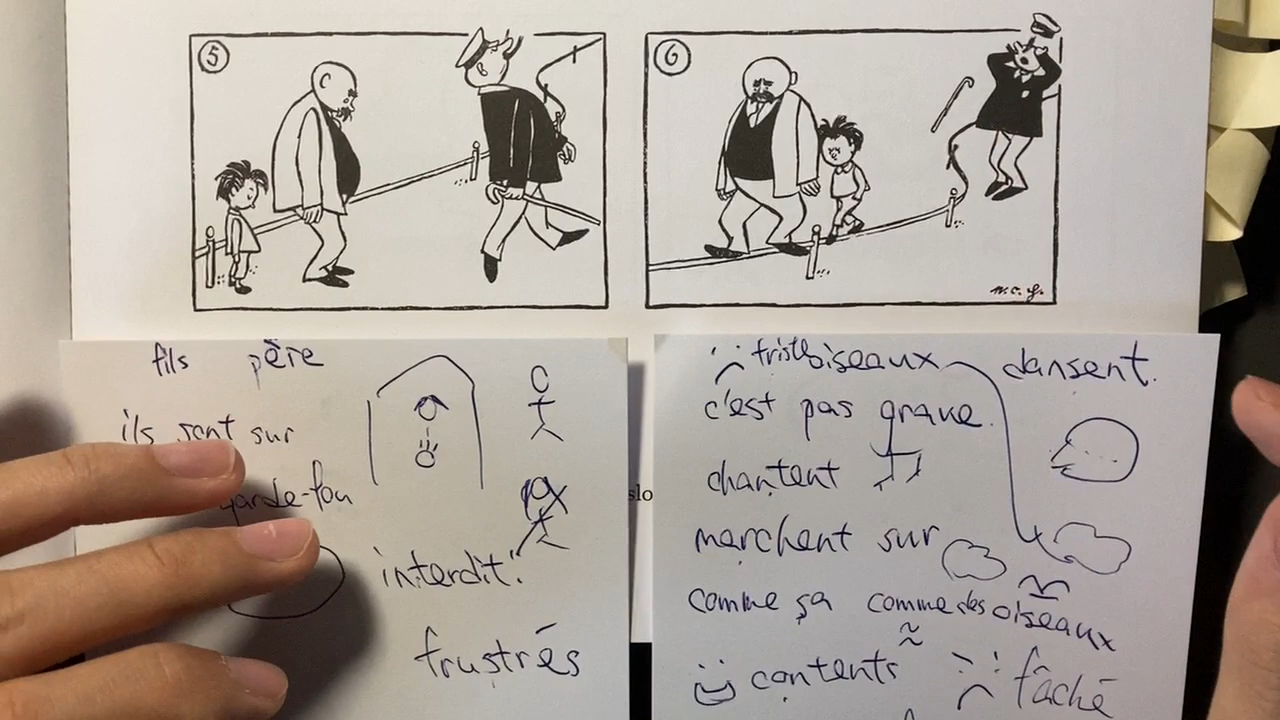 5
6
fils père
ils sont sur
garde-fou
interdit!
frustrés
slo
triste oiseaux dansent.
c'est pas grave.
chantent
marchent sur
comme ça comme des oiseaux
contents fâché